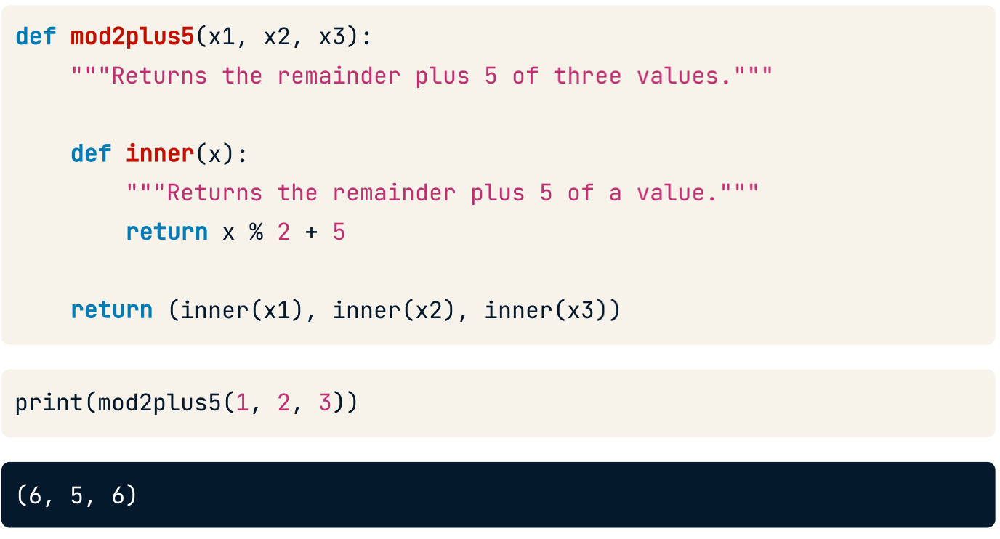 def mod2plus5(x1, x2, x3):
    """Returns the remainder plus 5 of three values."""
    def inner(x):
        """Returns the remainder plus 5 of a value."""
        return x % 2 + 5
    return (inner(x1), inner(x2), inner(x3))
print(mod2plus5(1, 2, 3))
(6, 5, 6)